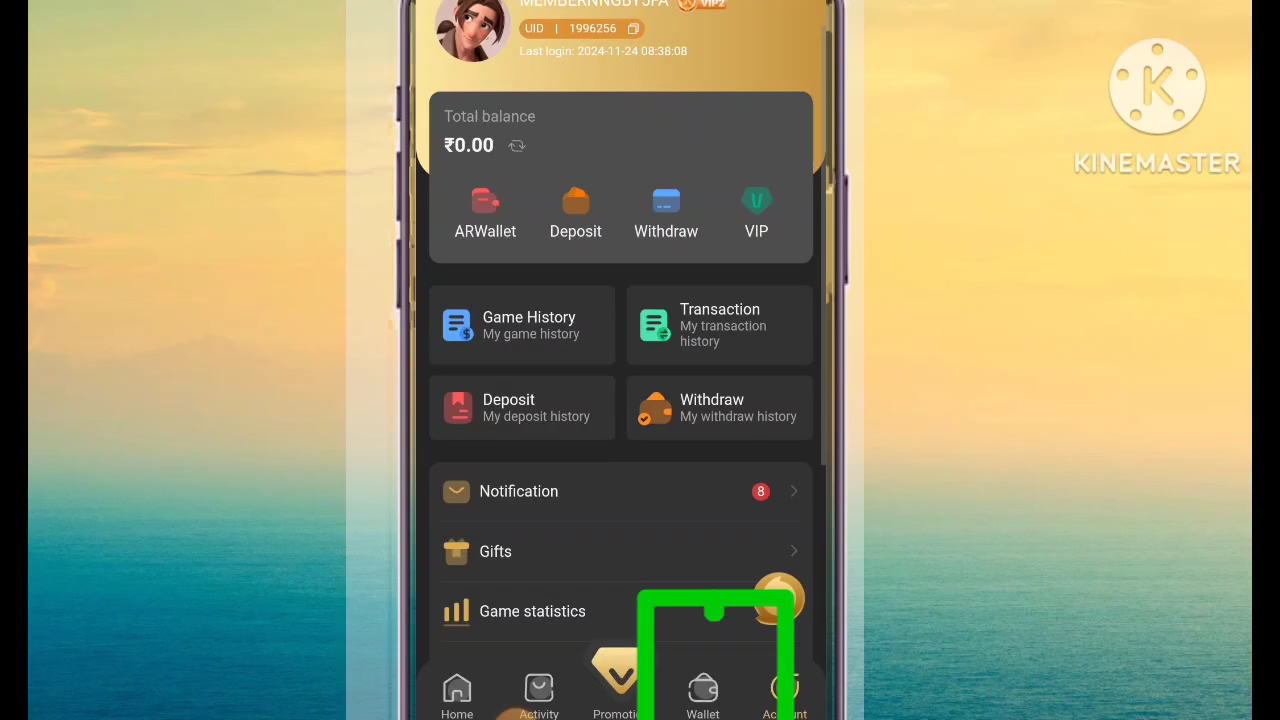 MEMBERNNGBYJFA VIP2
UID | 1996256
Last login: 2024-11-24 08:38:08
K
KINEMASTER
Total balance
₹0.00
ARWallet Deposit Withdraw VIP
Game History
My game history
Transaction
My transaction
history
Deposit
My deposit history
Withdraw
My withdraw history
Notification 8
Gifts
Game statistics
Home Activity Wallet